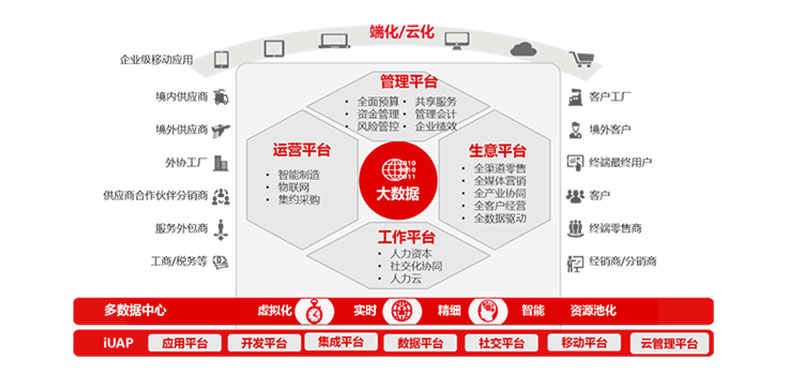 端化/云化
企业级移动应用
境内供应商
境外供应商
外协工厂
供应商合作伙伴分销商
服务外包商
工商/税务等
管理平台
• 全面预算 • 共享服务
• 资金管理 • 管理会计
• 风险管控 • 企业绩效
运营平台
• 智能制造
• 物联网
• 集约采购
010
0010
0011
大数据
生意平台
• 全渠道零售
• 全媒体营销
• 全产业协同
• 全客户经营
• 全数据驱动
工作平台
• 人力资本
• 社交化协同
• 人力云
客户工厂
境外客户
终端最终用户
客户
终端零售商
经销商/分销商
多数据中心 虚拟化 实时 精细 智能 资源池化
iUAP 应用平台 开发平台 集成平台 数据平台 社交平台 移动平台 云管理平台